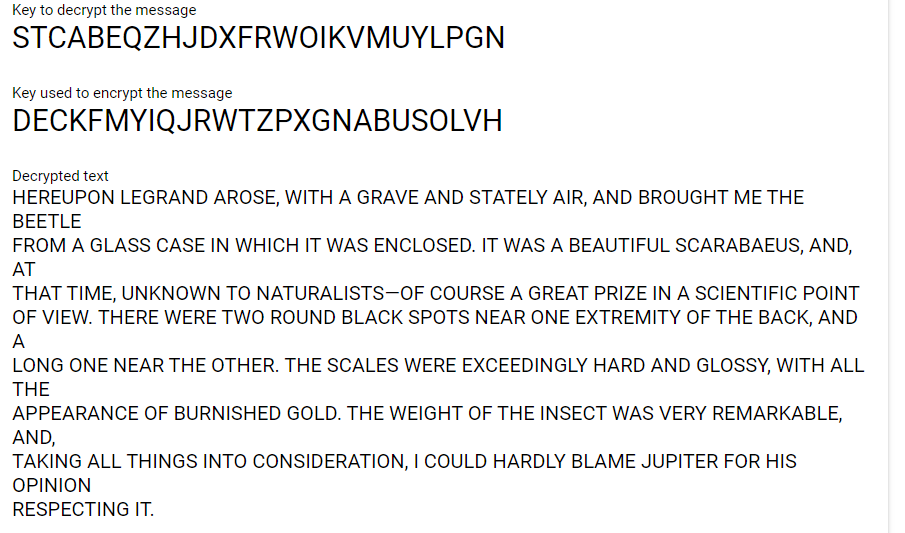 Key to decrypt the message
STCABEQZHJDXFRWOIKVMUYLPGN
Key used to encrypt the message
DECKFMYIQJRWTZPXGNABUSOLVH
Decrypted text
HEREUPON LEGRAND AROSE, WITH A GRAVE AND STATELY AIR, AND BROUGHT ME THE
BEETLE
FROM A GLASS CASE IN WHICH IT WAS ENCLOSED. IT WAS A BEAUTIFUL SCARABAEUS, AND,
AT
THAT TIME, UNKNOWN TO NATURALISTS—OF COURSE A GREAT PRIZE IN A SCIENTIFIC POINT
OF VIEW. THERE WERE TWO ROUND BLACK SPOTS NEAR ONE EXTREMITY OF THE BACK, AND
A
LONG ONE NEAR THE OTHER. THE SCALES WERE EXCEEDINGLY HARD AND GLOSSY, WITH ALL
THE
APPEARANCE OF BURNISHED GOLD. THE WEIGHT OF THE INSECT WAS VERY REMARKABLE,
AND,
TAKING ALL THINGS INTO CONSIDERATION, I COULD HARDLY BLAME JUPITER FOR HIS
OPINION
RESPECTING IT.